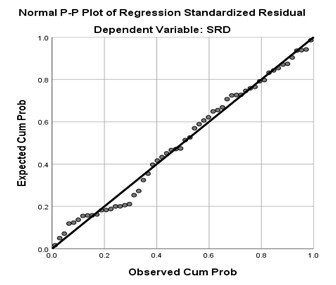 Normal P-P Plot of Regression Standardized Residual
Dependent Variable: SRD
Expected Cum Prob
1.0
0.8
0.6
0.4
0.2
0.0
0.0 0.2 0.4 0.6 0.8 1.0
Observed Cum Prob